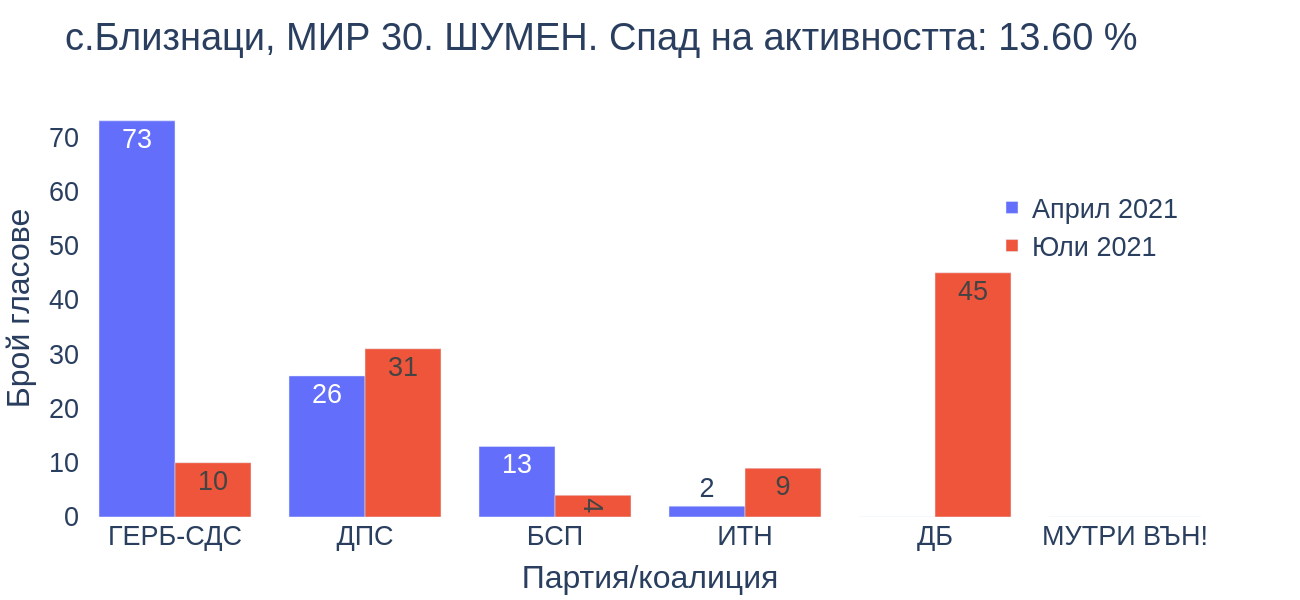 с.Близнаци, МИР 30. ШУМЕН. Спад на активността: 13.60 %
Брой гласове
70
60
50
40
30
20
10
0
73
10
26
31
13
4
2
9
45
Април 2021
Юли 2021
ГЕРБ-СДС
ДПС
БСП
ИТН
ДБ
МУТРИ ВЪН!
Партия/коалиция